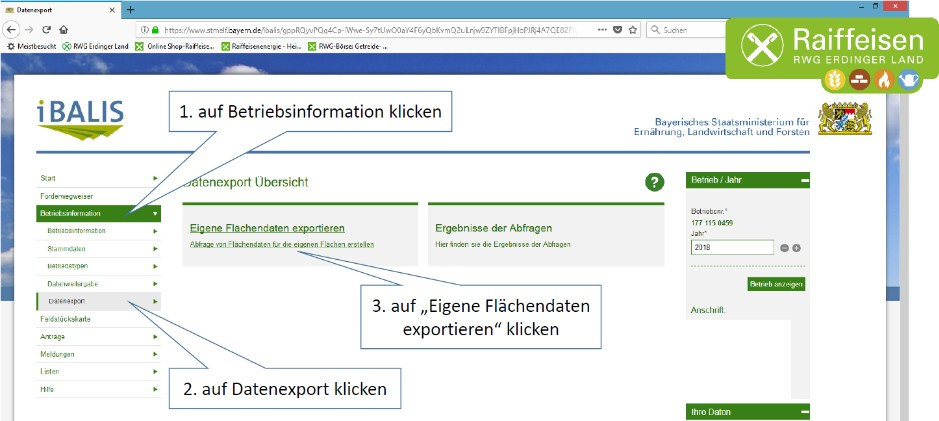 Datenexport
https://www.stmelf.bayern.de/ibalis/
Suchen
Meistbesucht RWG Erdinger Land Online Shop-Raiffeise... Raiffeisenenergie - Hei... RWG-Börsei Getreide-...
Raiffeisen
RWG ERDINGER LAND
iBALIS
1. auf Betriebsinformation klicken
Bayerisches Staatsministerium für
Ernährung, Landwirtschaft und Forsten
Start
Förderwegweiser
Betriebsinformation
Betriebsinformation
Stammdaten
Betriebstypen
Datenweitergabe
Datenexport
Feldstückskarte
Anträge
Meldungen
Listen
Hilfe
Datenexport Übersicht
?
Eigene Flächendaten exportieren
Abfrage von Flächendaten für die eigenen Flächen erstellen
Ergebnisse der Abfragen
Hier finden sie die Ergebnisse der Abfragen
3. auf „Eigene Flächendaten
exportieren“ klicken
2. auf Datenexport klicken
Betrieb / Jahr
Betriebsnr.*
177 115 0459
Jahr*
2018
Betrieb anzeigen
Anschrift:
Ihre Daten